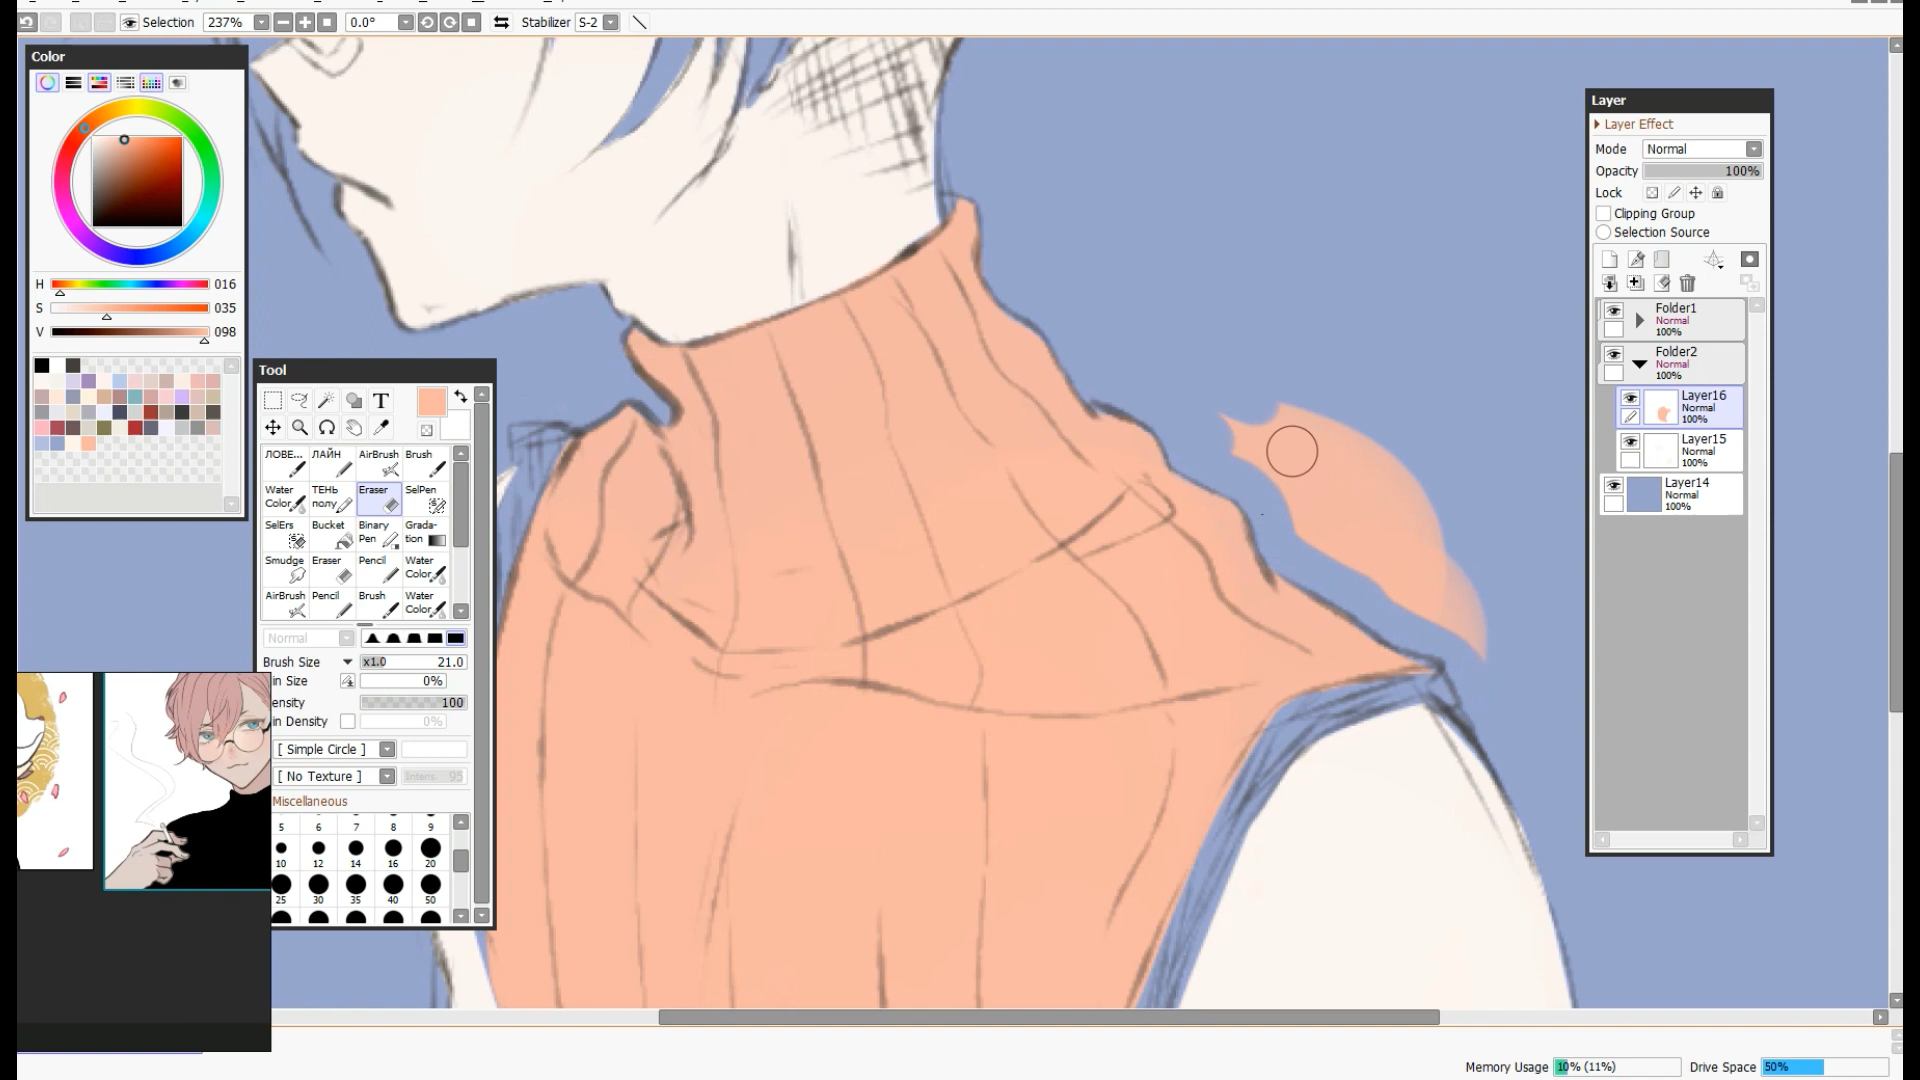 Selection 237% 0.0° Stabilizer S-2
Color
H 016
S 035
V 098
Tool
T
ЛОВЕ... ЛАЙН AirBrush Brush
Water Color ТЕНЬ полу Eraser SelPen
SelErs Bucket Binary Pen Grada-tion
Smudge Eraser Pencil Water Color
AirBrush Pencil Brush Water Color
Normal
Brush Size x1.0 21.0
in Size 0%
ensity 100
in Density 0%
[ Simple Circle ]
[ No Texture ] Intens. 95
Miscellaneous
5 6 7 8 9
10 12 14 16 20
25 30 35 40 50
Layer
Layer Effect
Mode Normal
Opacity 100%
Lock
Clipping Group
Selection Source
Folder1
Normal
100%
Folder2
Normal
100%
Layer16
Normal
100%
Layer15
Normal
100%
Layer14
Normal
100%
Memory Usage 10% (11%) Drive Space 50%